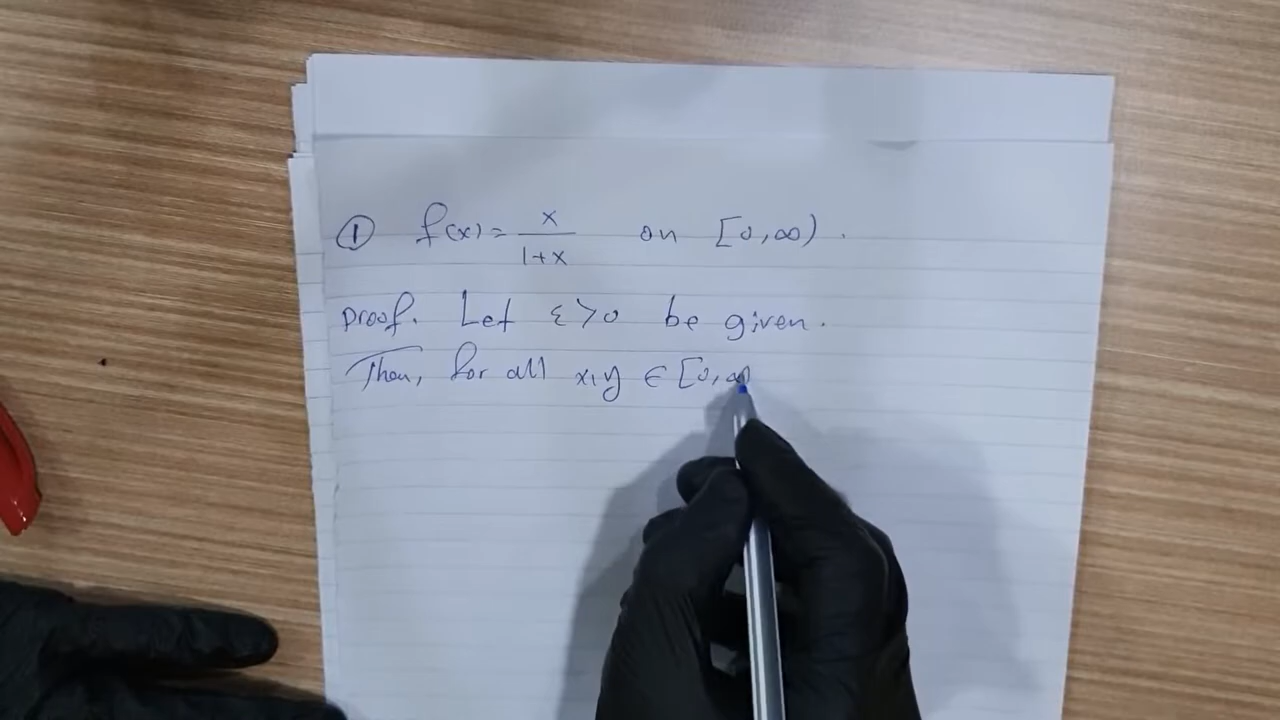 ① f(x) = x/(1+x) on [0,∞).
proof. Let ε>0 be given.
Then, for all x,y ∈ [0,∞